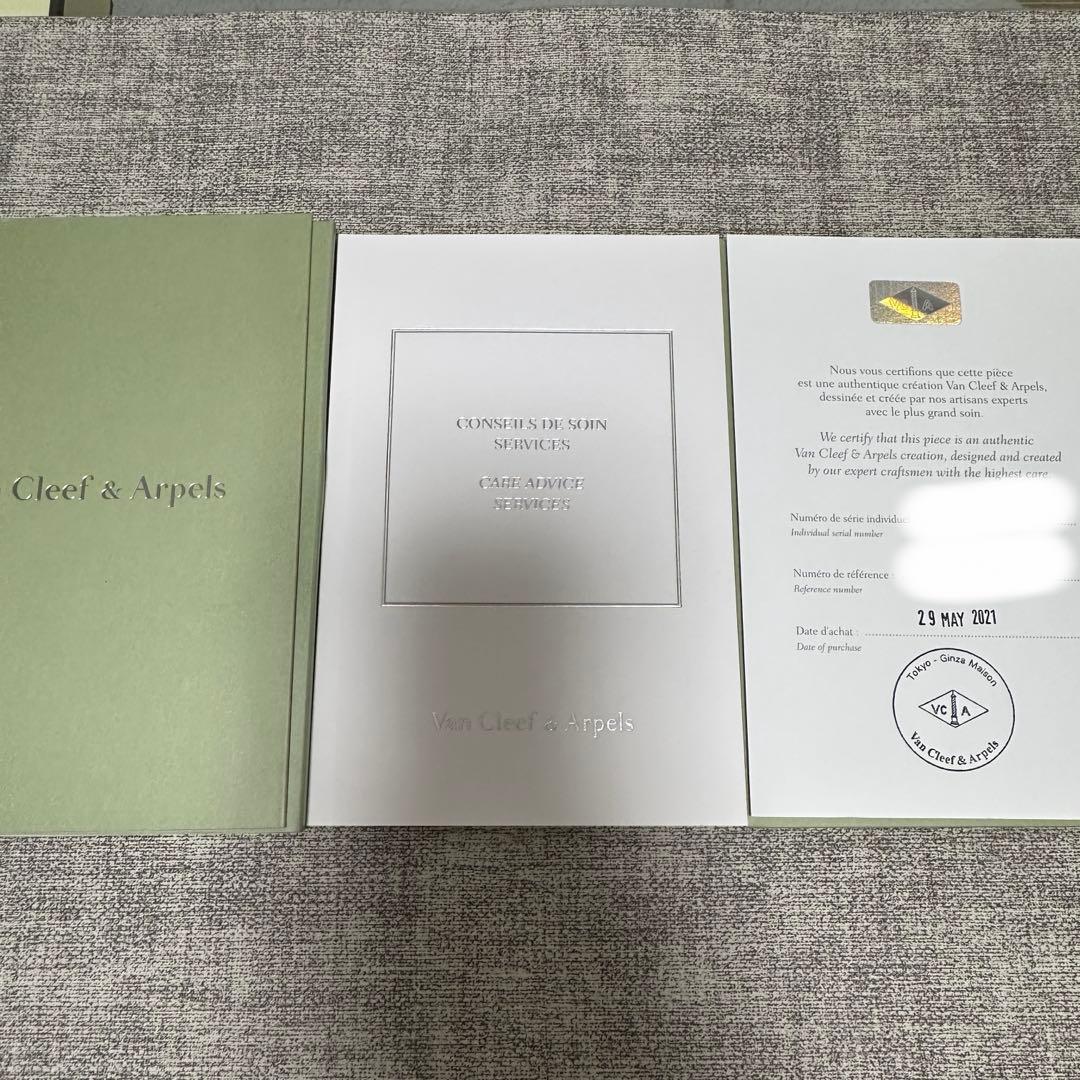 Cleef & Arpels
CONSEILS DE SOIN
SERVICES
CARE ADVICE
SERVICES
Van Cleef & Arpels
VC A
Nous vous certifions que cette pièce
est une authentique création Van Cleef & Arpels,
dessinée et créée par nos artisans experts
avec le plus grand soin.
We certify that this piece is an authentic
Van Cleef & Arpels creation, designed and created
by our expert craftsmen with the highest care
Numéro de série
Individual serial number
Numéro de référence :
Reference number
29 MAY 2021
Date d'achat :
Date of purchase
Tokyo - Ginza Maison
VC A
Van Cleef & Arpels